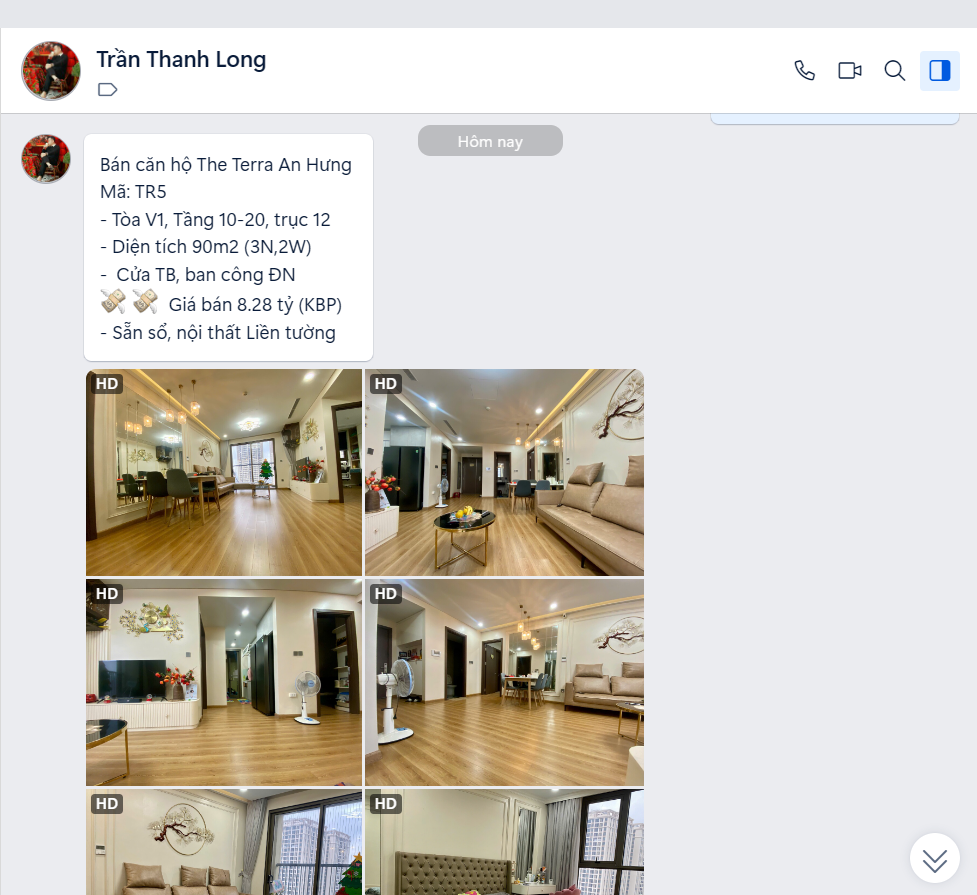 Trần Thanh Long
Hôm nay
Bán căn hộ The Terra An Hưng
Mã: TR5
- Tòa V1, Tầng 10-20, trục 12
- Diện tích 90m2 (3N,2W)
-  Cửa TB, ban công ĐN
💸 💸  Giá bán 8.28 tỷ (KBP)
- Sẵn sổ, nội thất Liền tường
HD
HD
HD
HD
HD
HD